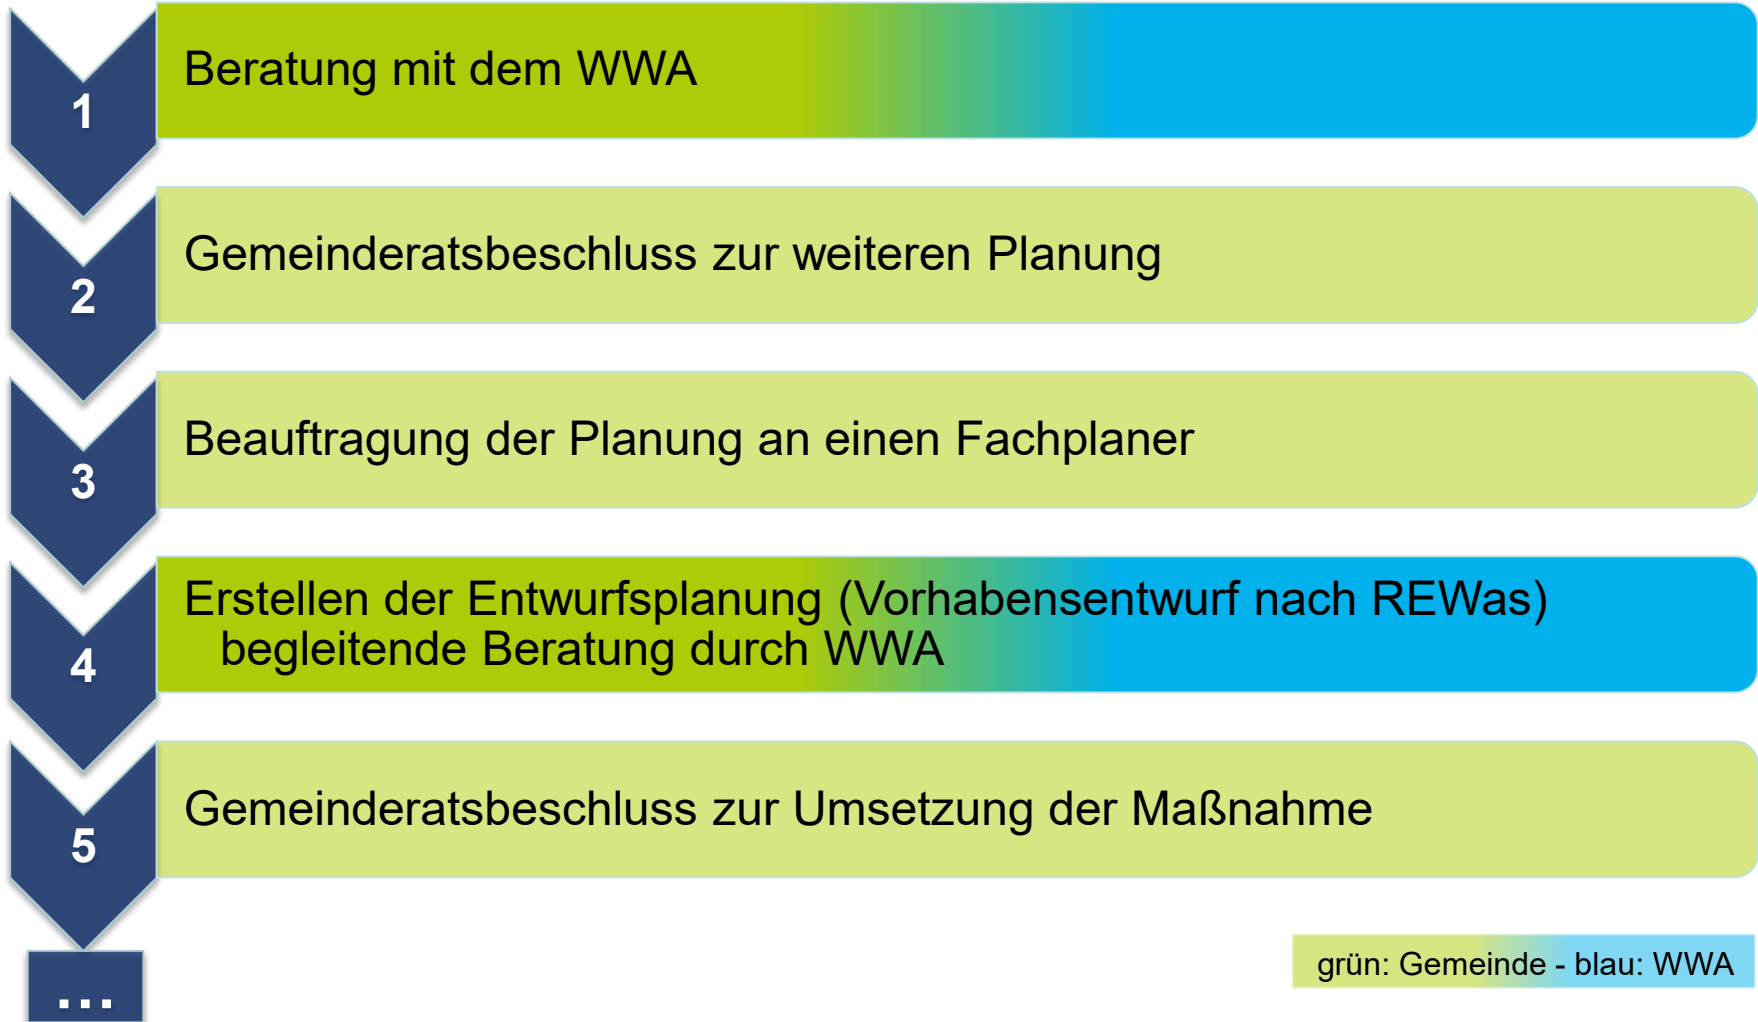 1
Beratung mit dem WWA
2
Gemeinderatsbeschluss zur weiteren Planung
3
Beauftragung der Planung an einen Fachplaner
4
Erstellen der Entwurfsplanung (Vorhabensentwurf nach REWas)
begleitende Beratung durch WWA
5
Gemeinderatsbeschluss zur Umsetzung der Maßnahme
...
grün: Gemeinde - blau: WWA